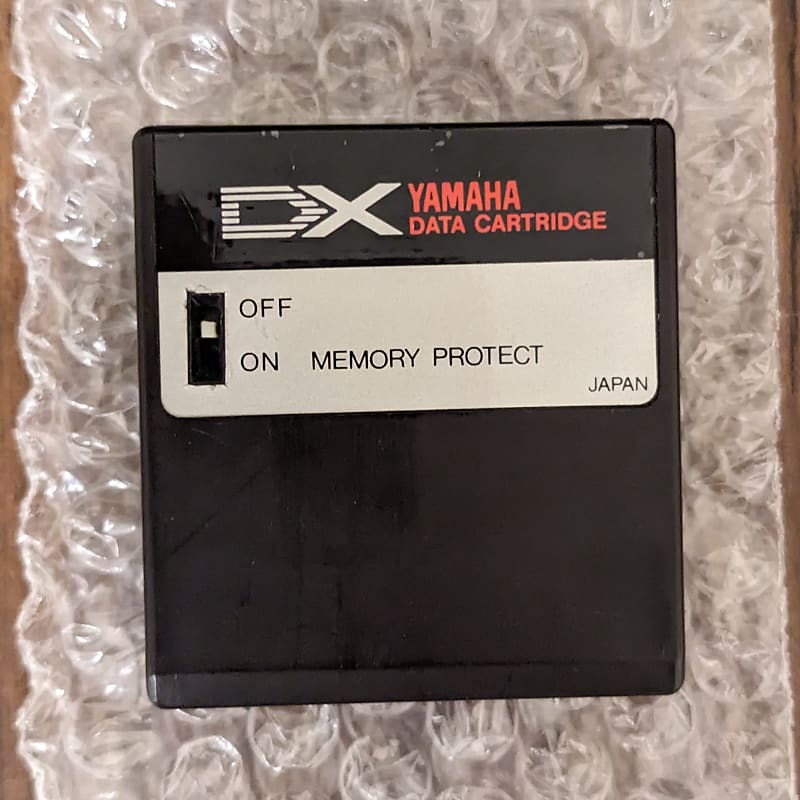 DX YAMAHA
DATA CARTRIDGE
OFF
ON MEMORY PROTECT
JAPAN